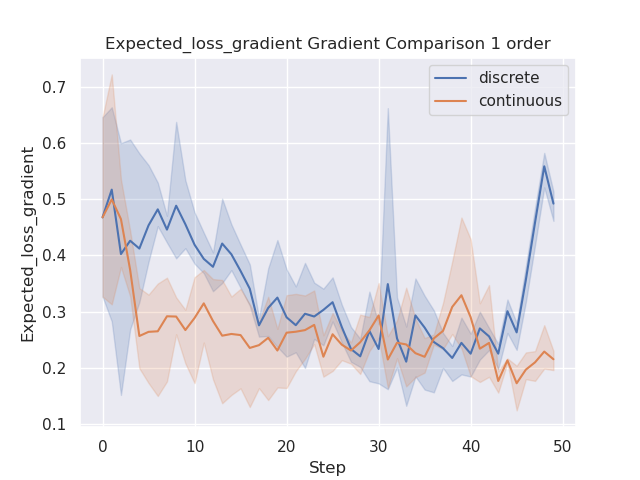 Expected_loss_gradient Gradient Comparison 1 order
discrete
continuous
Expected_loss_gradient
0.7
0.6
0.5
0.4
0.3
0.2
0.1
0 10 20 30 40 50
Step